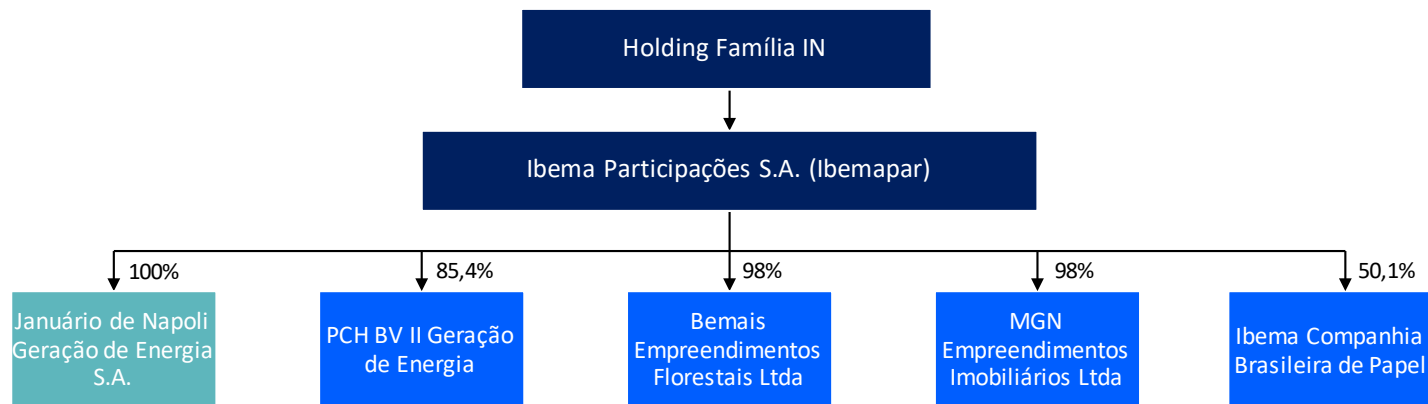 Holding Família IN
Ibema Participações S.A. (Ibemapar)
100%
85,4%
98%
98%
50,1%
Januário de Napoli
Geração de Energia
S.A.
PCH BV II Geração
de Energia
Bemais
Empreendimentos
Florestais Ltda
MGN
Empreendimentos
Imobiliários Ltda
Ibema Companhia
Brasileira de Papel